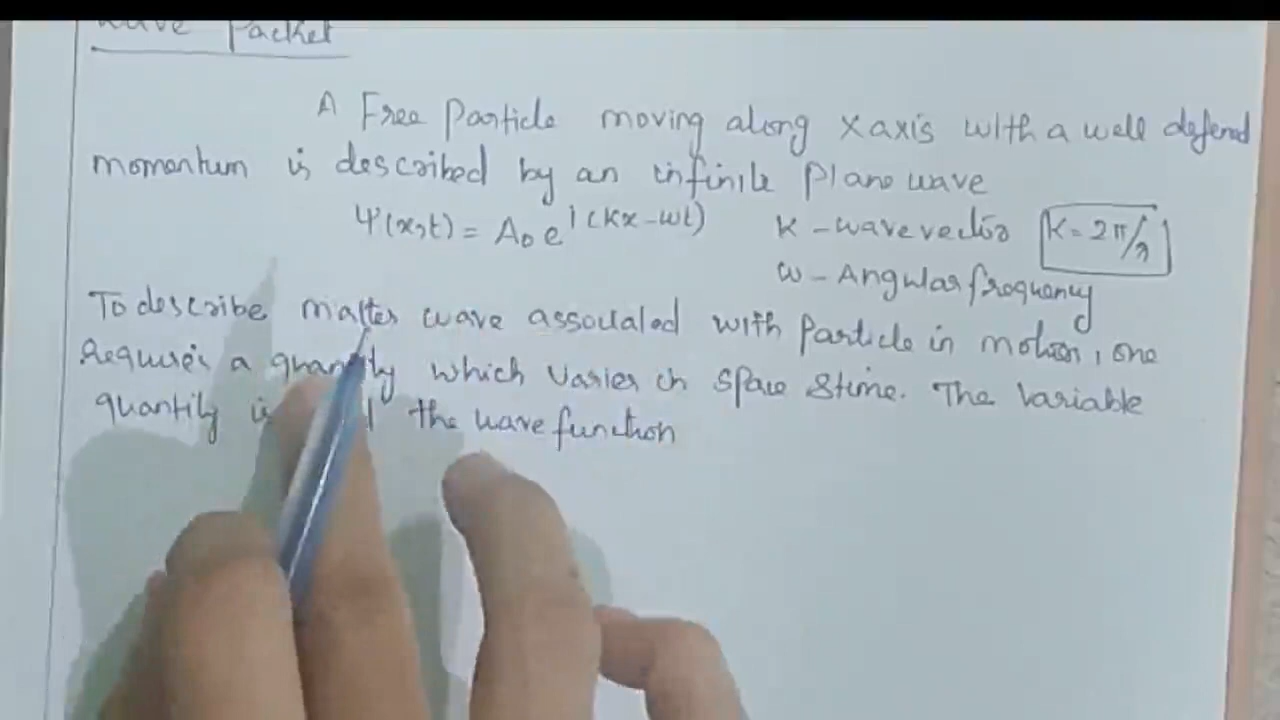 Wave Packet
A Free Particle moving along x axis with a well defined
momentum is described by an infinite Plane wave
Ψ(x,t) = A₀ e^i(kx-ωt) K - wave vector K = 2π/λ
ω - Angular frequency
To describe matter wave associated with Particle in motion, one
Requires a quantity which varies in space & time. The variable
quantity is the wave function